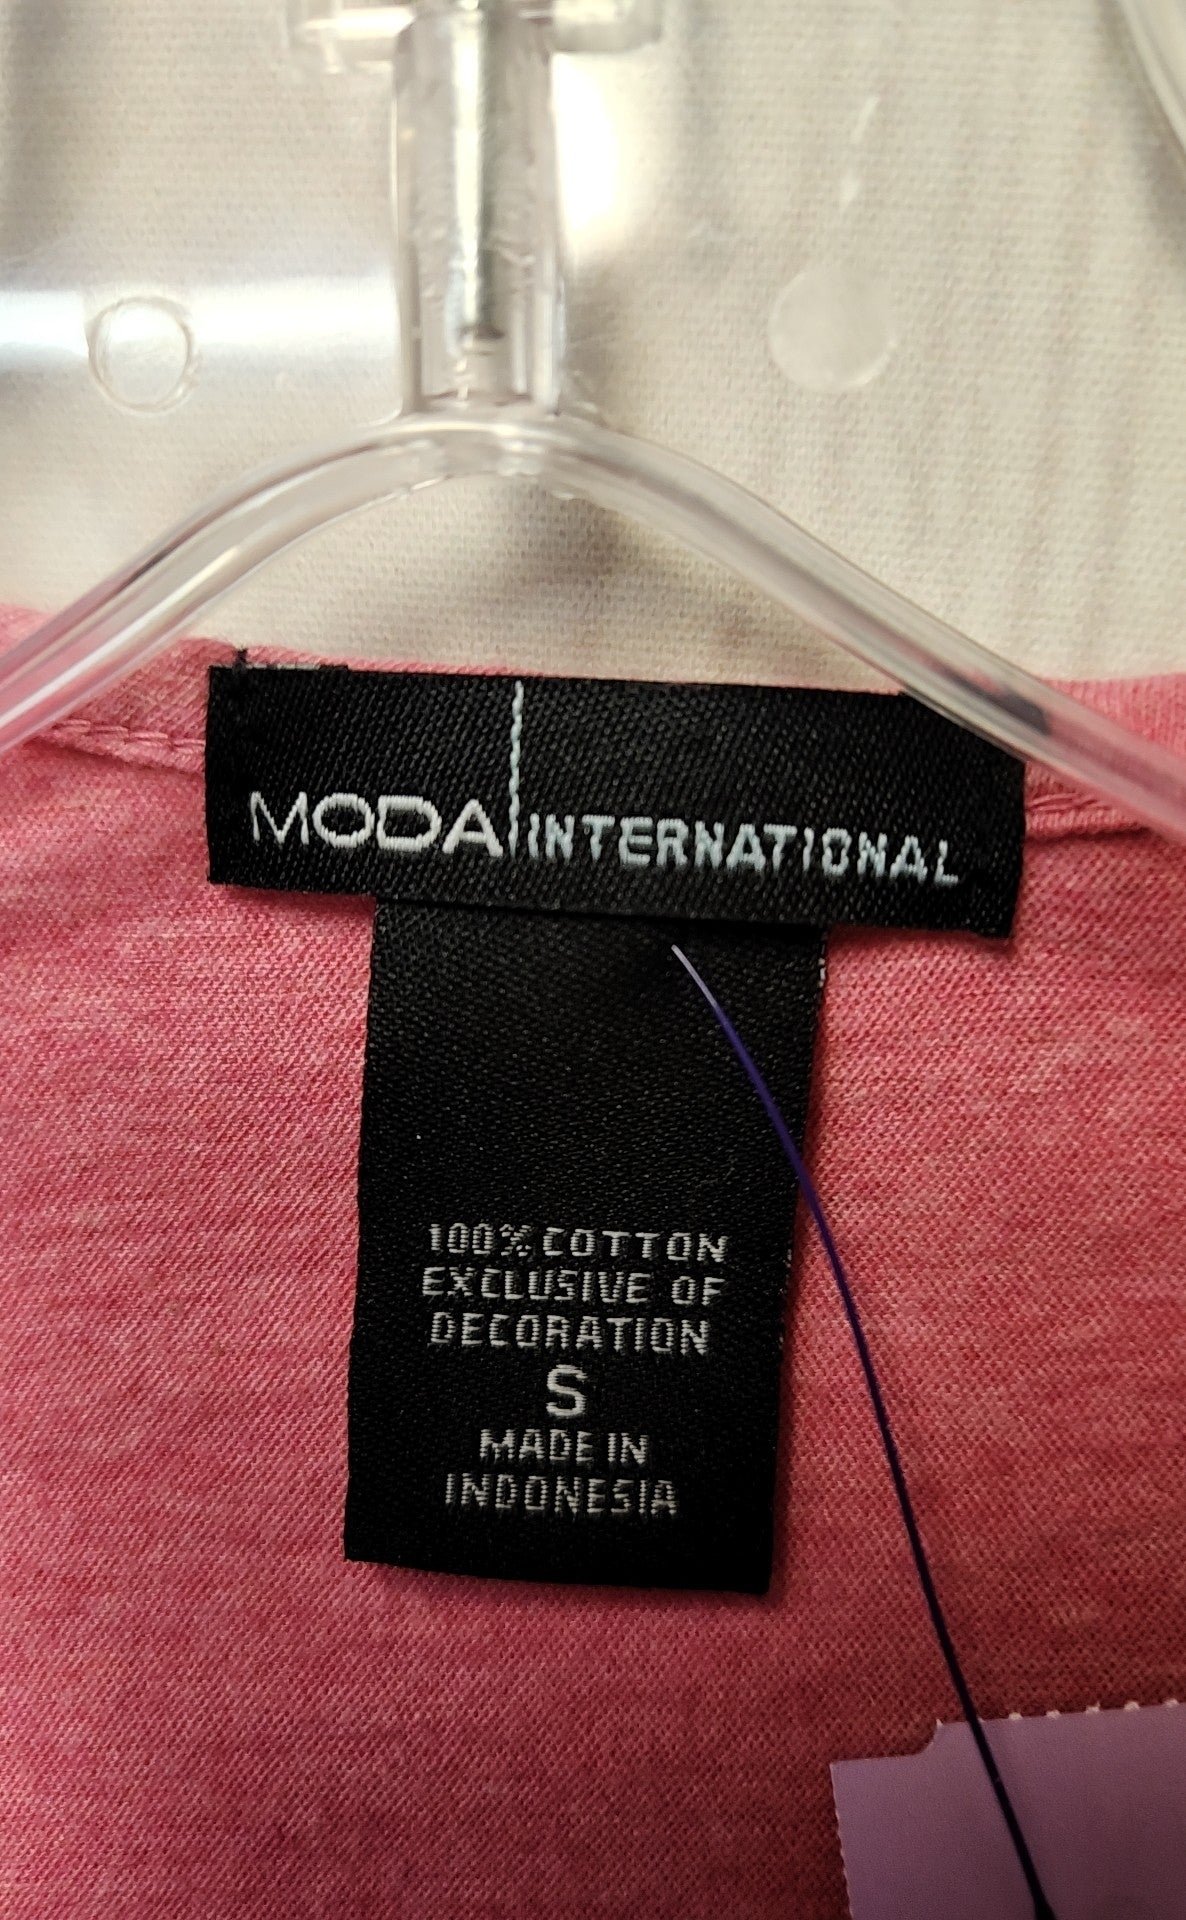 MODA INTERNATIONAL
100% COTTON
EXCLUSIVE OF
DECORATION
S
MADE IN
INDONESIA